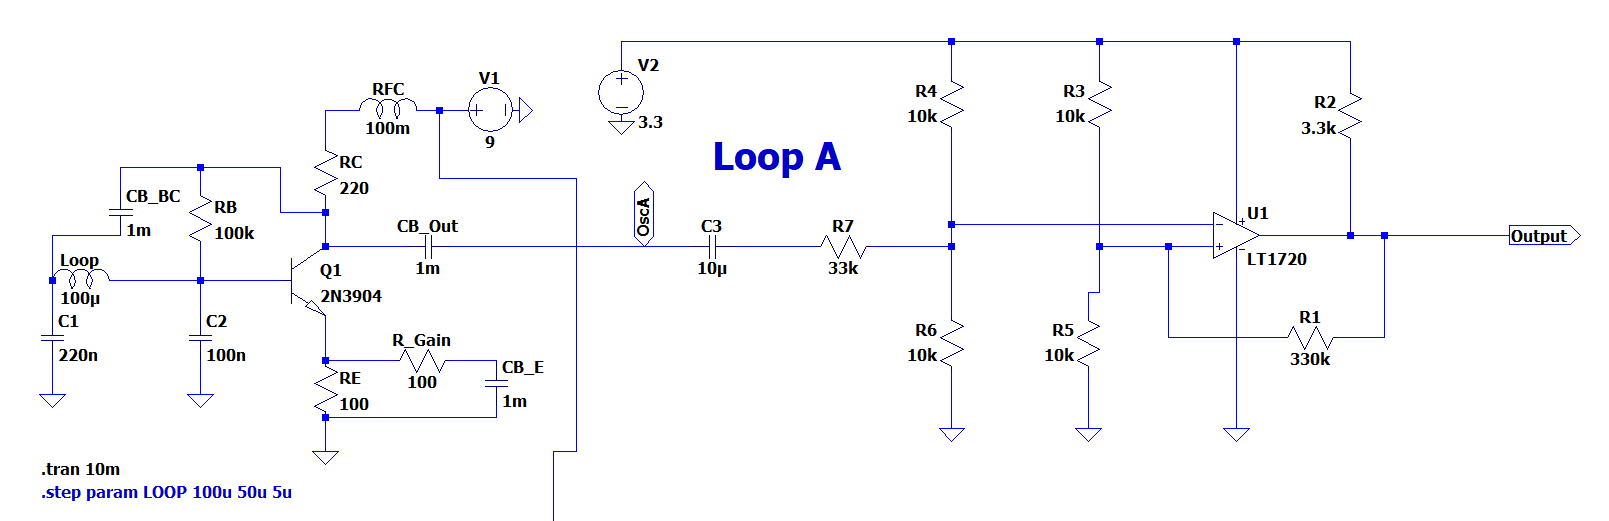 V1
9
RFC
100m
V2
3.3
R4
10k
R3
10k
R2
3.3k
Loop A
RC
220
CB_BC
1m
RB
100k
CB_Out
1m
OscA
C3
10µ
R7
33k
U1
LT1720
Output
Loop
100µ
Q1
2N3904
C1
220n
C2
100n
R_Gain
100
CB_E
1m
RE
100
R6
10k
R5
10k
R1
330k
.tran 10m
.step param LOOP 100u 50u 5u